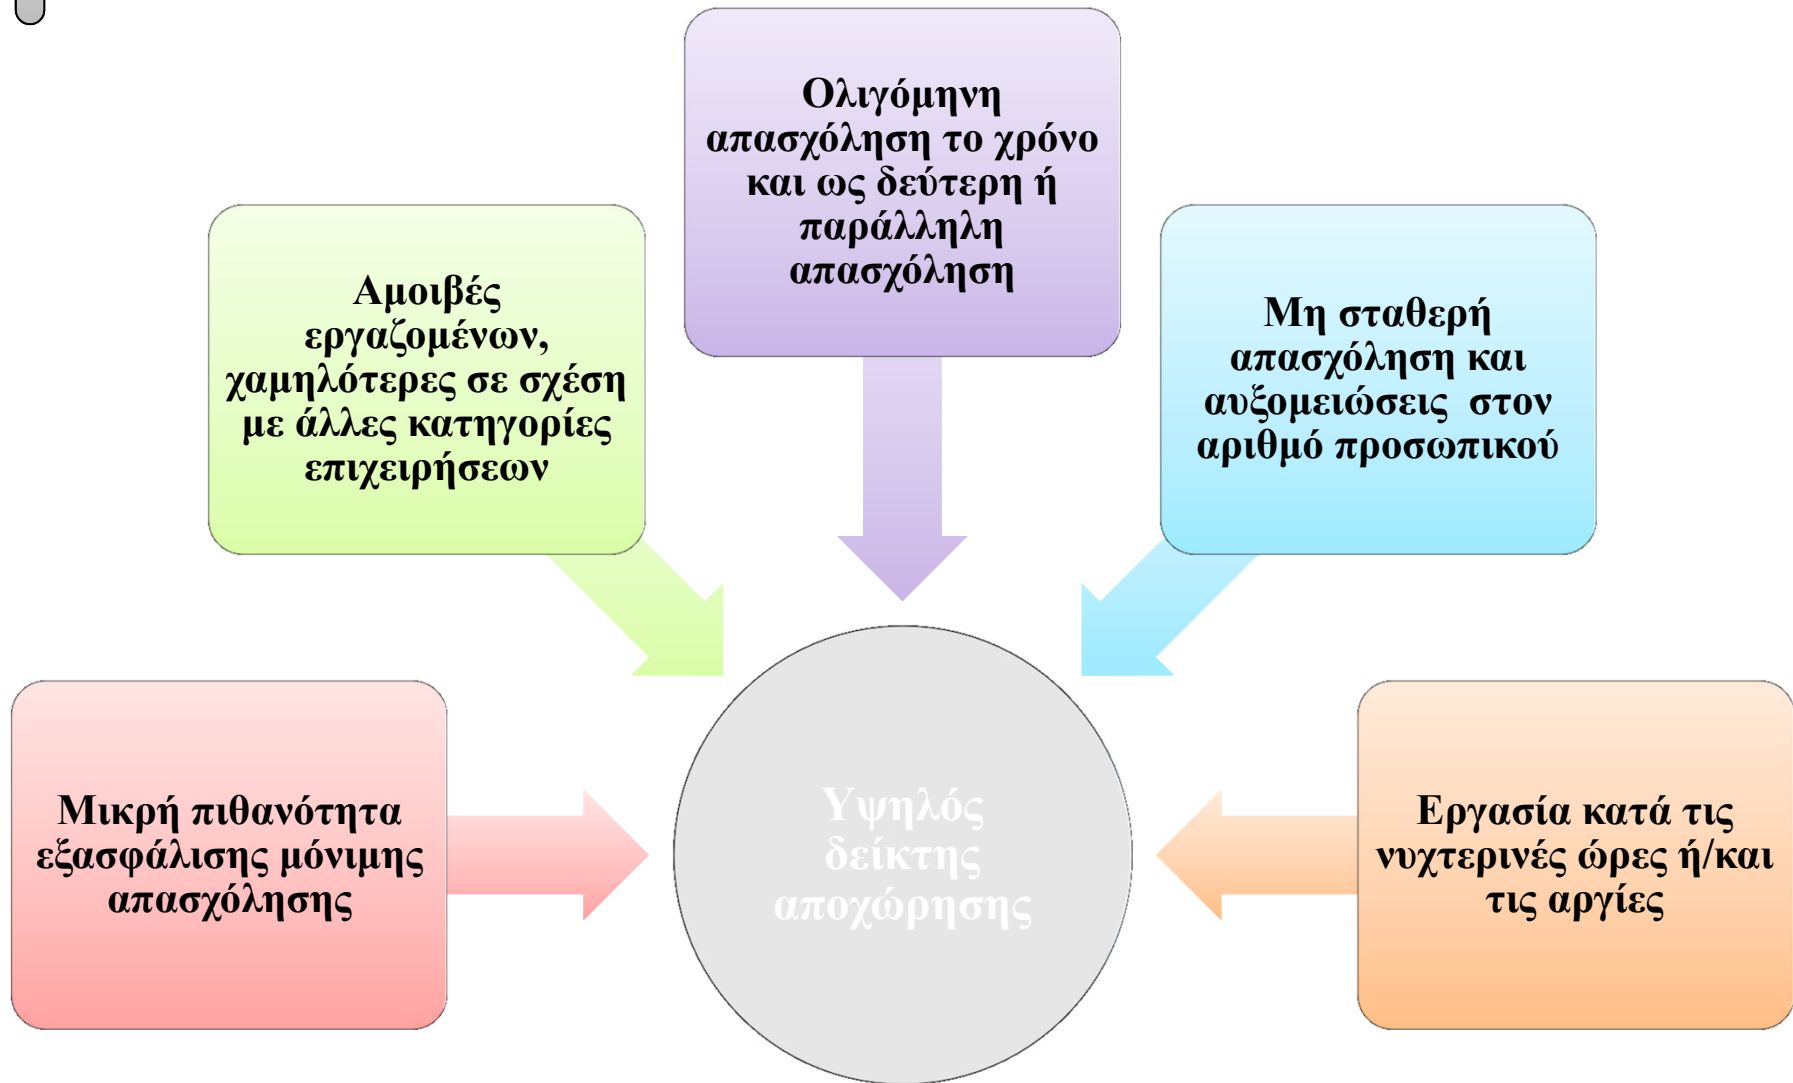 Ολιγόμηνη
απασχόληση το χρόνο
και ως δεύτερη ή
παράλληλη
απασχόληση
Αμοιβές
εργαζομένων,
χαμηλότερες σε σχέση
με άλλες κατηγορίες
επιχειρήσεων
Μη σταθερή
απασχόληση και
αυξομειώσεις  στον
αριθμό προσωπικού
Μικρή πιθανότητα
εξασφάλισης μόνιμης
απασχόλησης
Υψηλός
δείκτης
αποχώρησης
Εργασία κατά τις
νυχτερινές ώρες ή/και
τις αργίες